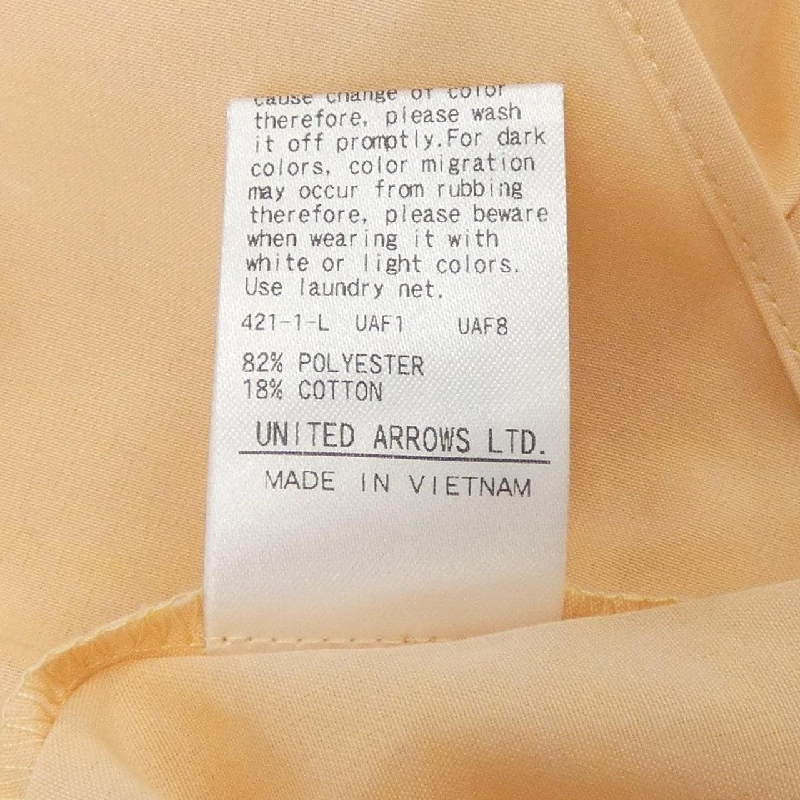 cause change of color
therefore, please wash
it off promptly.For dark
colors, color migration
may occur from rubbing
therefore, please beware
when wearing it with
white or light colors.
Use laundry net.
421-1-L UAF1 UAF8
82% POLYESTER
18% COTTON
UNITED ARROWS LTD.
MADE IN VIETNAM